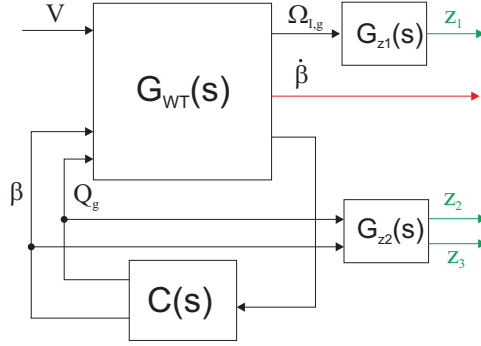 V
Ω_{I,g}
G_{z1}(s)
z_1
G_{WT}(s)
β̇
β
Q_g
G_{z2}(s)
z_2
z_3
C(s)